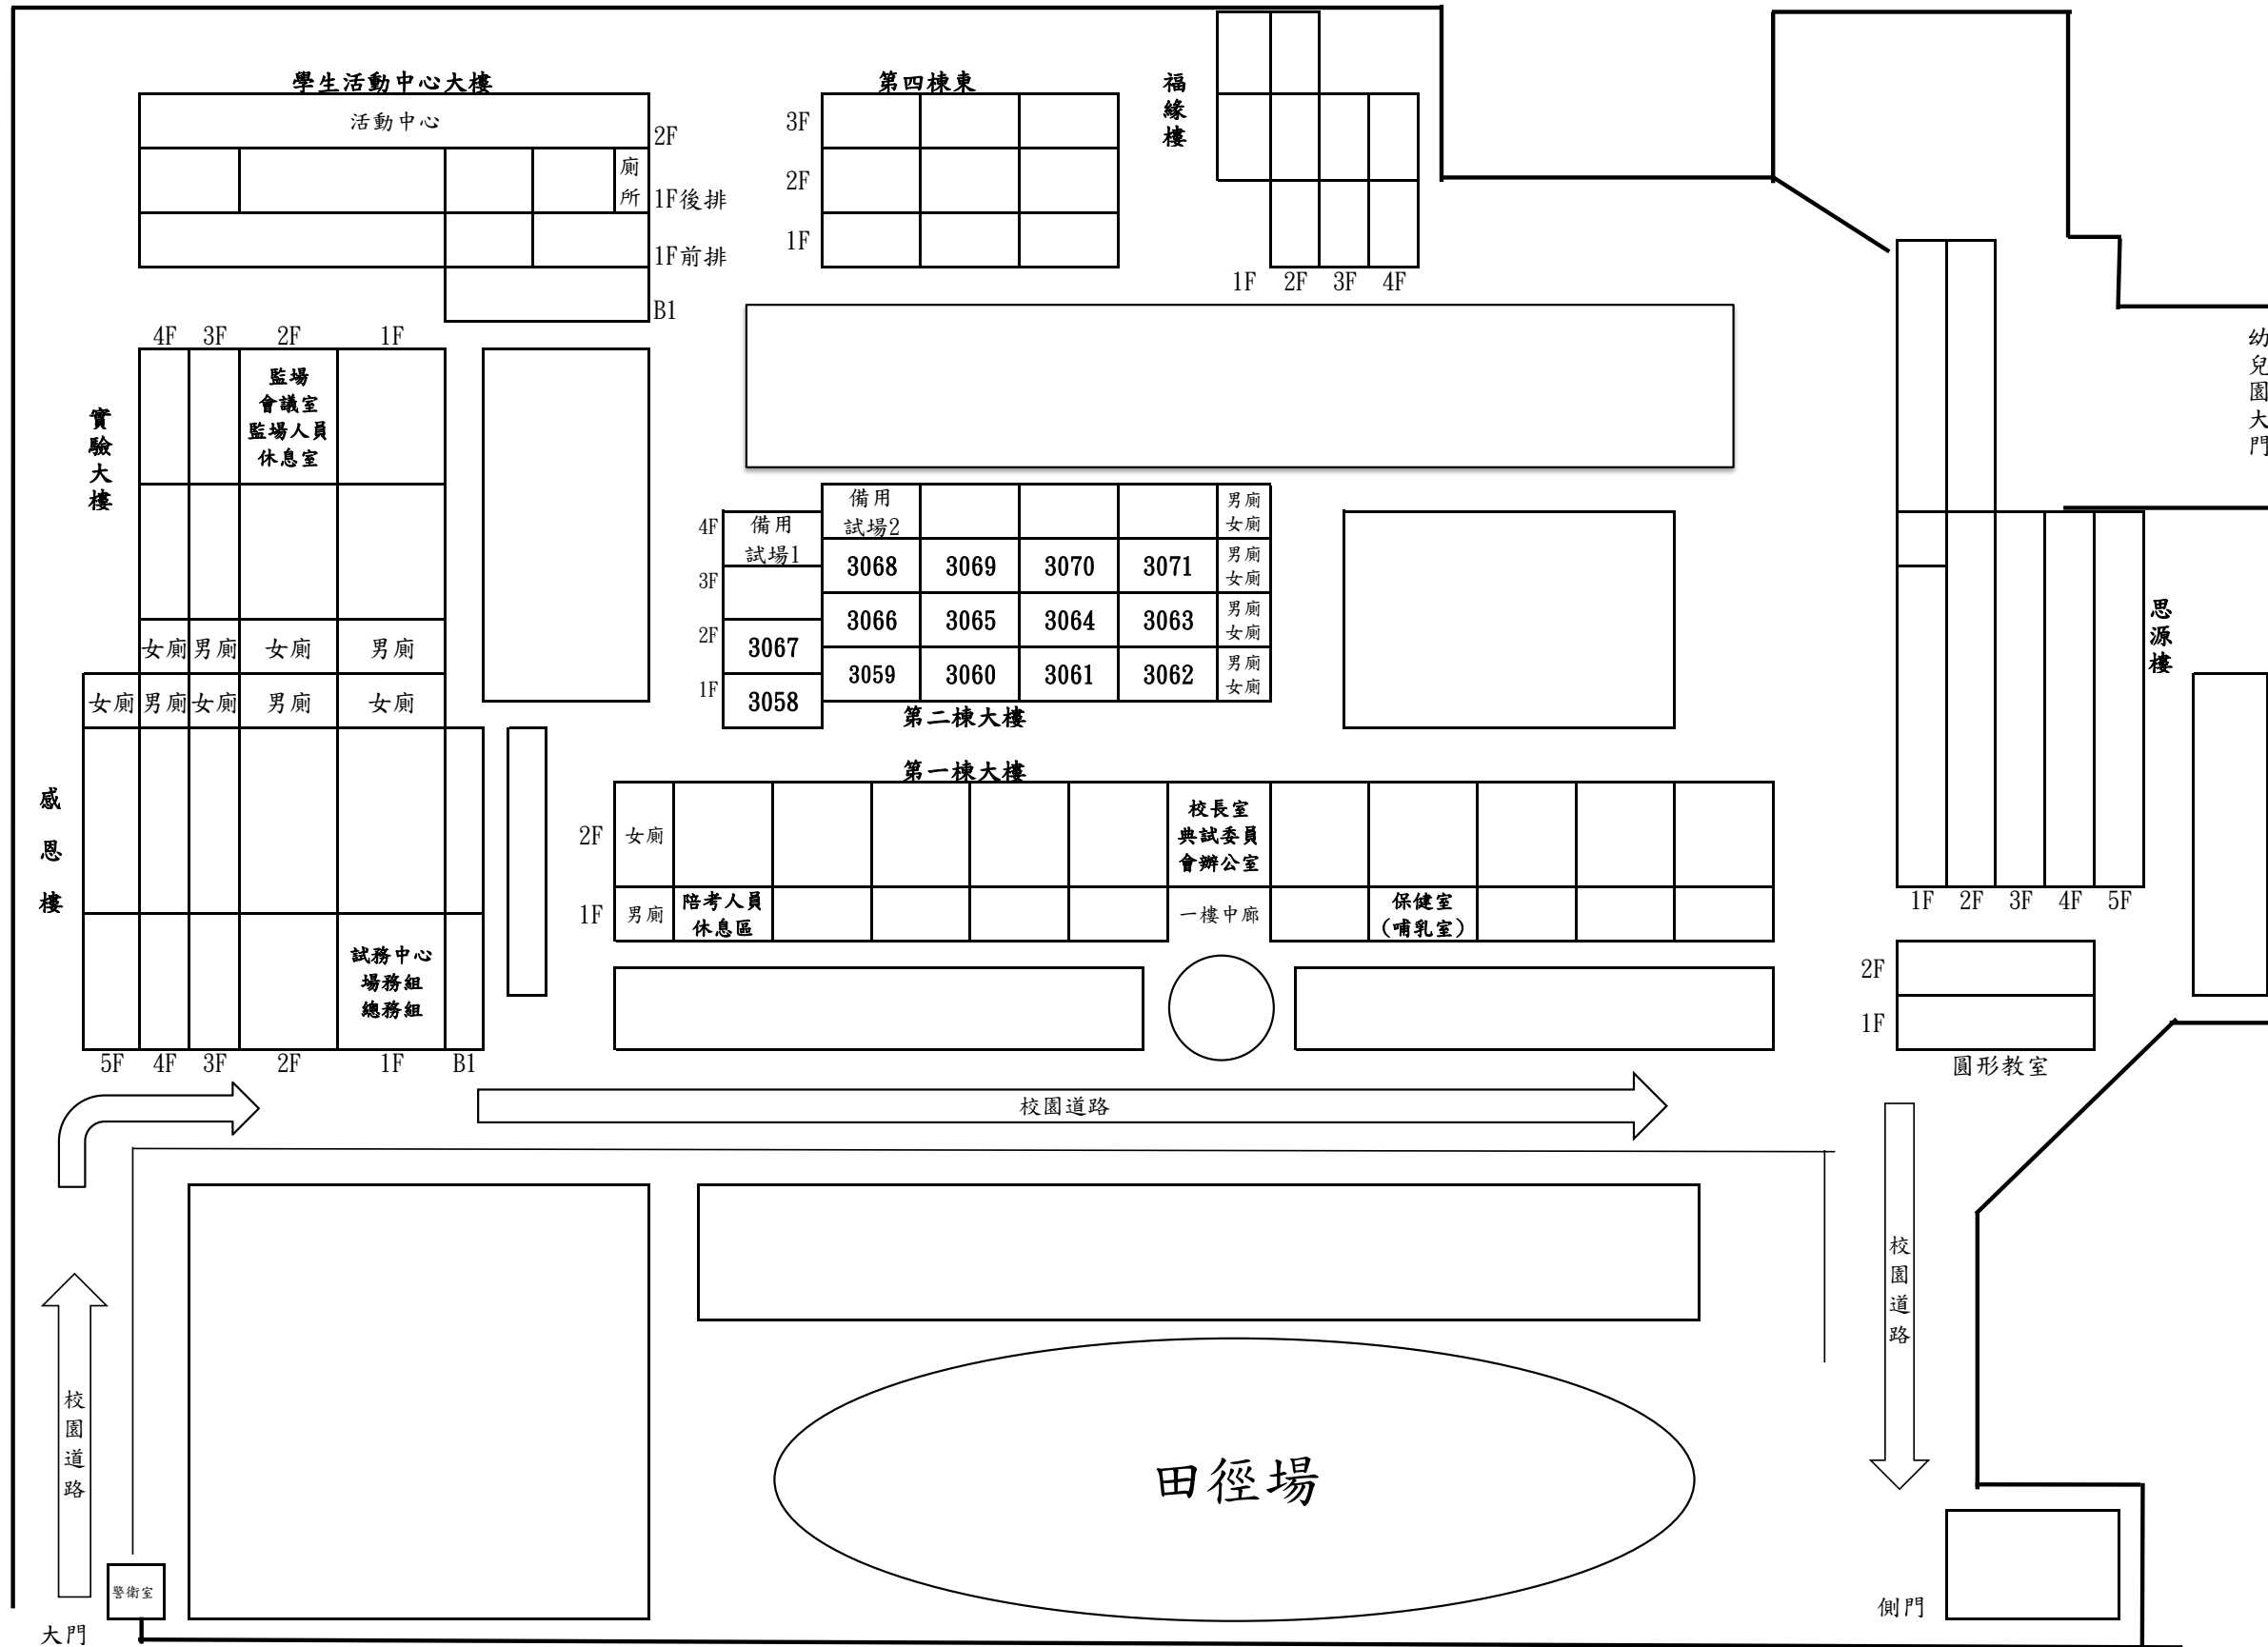 學生活動中心大樓
活動中心
2F
廁所
1F後排
1F前排
B1
第四棟東
3F
2F
1F
福緣樓
1F 2F 3F 4F
幼兒園大門
4F 3F 2F 1F
實驗大樓
監場
會議室
監場人員
休息室
女廁 男廁 女廁 男廁
女廁 男廁 女廁 男廁 女廁
感恩樓
試務中心
場務組
總務組
5F 4F 3F 2F 1F B1
4F
備用
試場1
備用
試場2
男廁
女廁
3F
3068 3069 3070 3071
男廁
女廁
2F
3067
3066 3065 3064 3063
男廁
女廁
1F
3058
3059 3060 3061 3062
男廁
女廁
第二棟大樓
第一棟大樓
2F
女廁
校長室
典試委員
會辦公室
1F
男廁
陪考人員
休息區
一樓中廊
保健室
(哺乳室)
思源樓
1F 2F 3F 4F 5F
2F
1F
圓形教室
校園道路
校園道路
校園道路
田徑場
警衛室
大門
側門